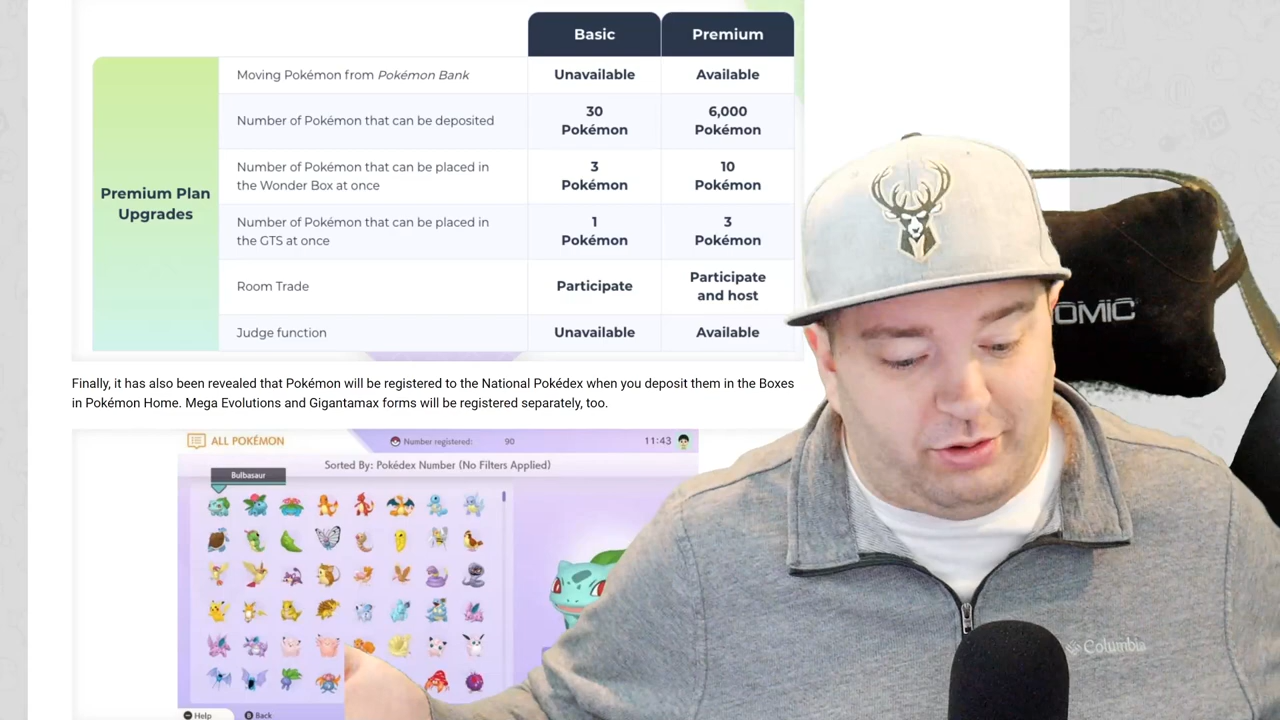 Basic Premium
Moving Pokémon from Pokémon Bank Unavailable Available
Number of Pokémon that can be deposited 30 Pokémon 6,000 Pokémon
Number of Pokémon that can be placed in
the Wonder Box at once 3 Pokémon 10 Pokémon
Premium Plan
Upgrades
Number of Pokémon that can be placed in
the GTS at once 1 Pokémon 3 Pokémon
Room Trade Participate Participate and host
Judge function Unavailable Available
Finally, it has also been revealed that Pokémon will be registered to the National Pokédex when you deposit them in the Boxes
in Pokémon Home. Mega Evolutions and Gigantamax forms will be registered separately, too.
ALL POKÉMON Number registered: 90 11:43
Sorted By: Pokédex Number (No Filters Applied)
Bulbasaur
Help B Back
OMIC
Columbia